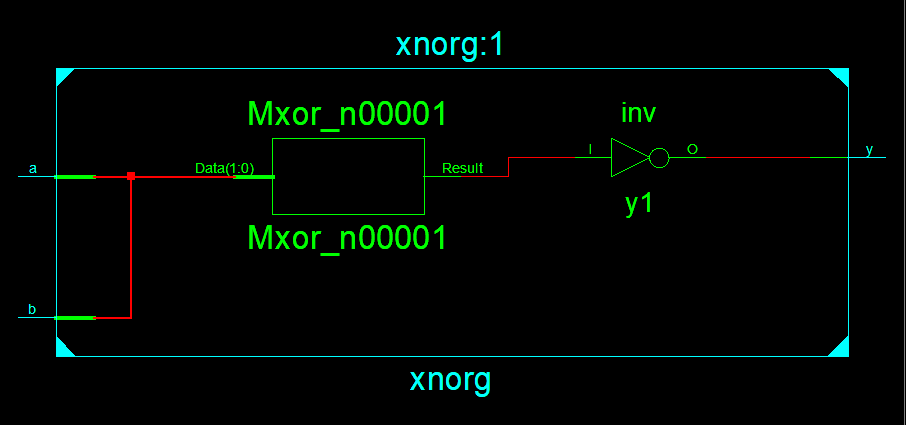 xnorg:1
Mxor_n00001
inv
a
Data(1:0)
Result
I
O
y
Mxor_n00001
y1
b
xnorg